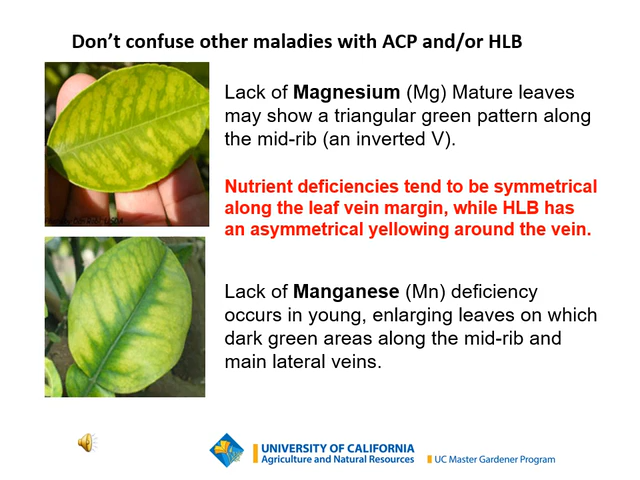 Don't confuse other maladies with ACP and/or HLB
Lack of Magnesium (Mg) Mature leaves
may show a triangular green pattern along
the mid-rib (an inverted V).
Nutrient deficiencies tend to be symmetrical
along the leaf vein margin, while HLB has
an asymmetrical yellowing around the vein.
Lack of Manganese (Mn) deficiency
occurs in young, enlarging leaves on which
dark green areas along the mid-rib and
main lateral veins.
UNIVERSITY OF CALIFORNIA
Agriculture and Natural Resources
UC Master Gardener Program